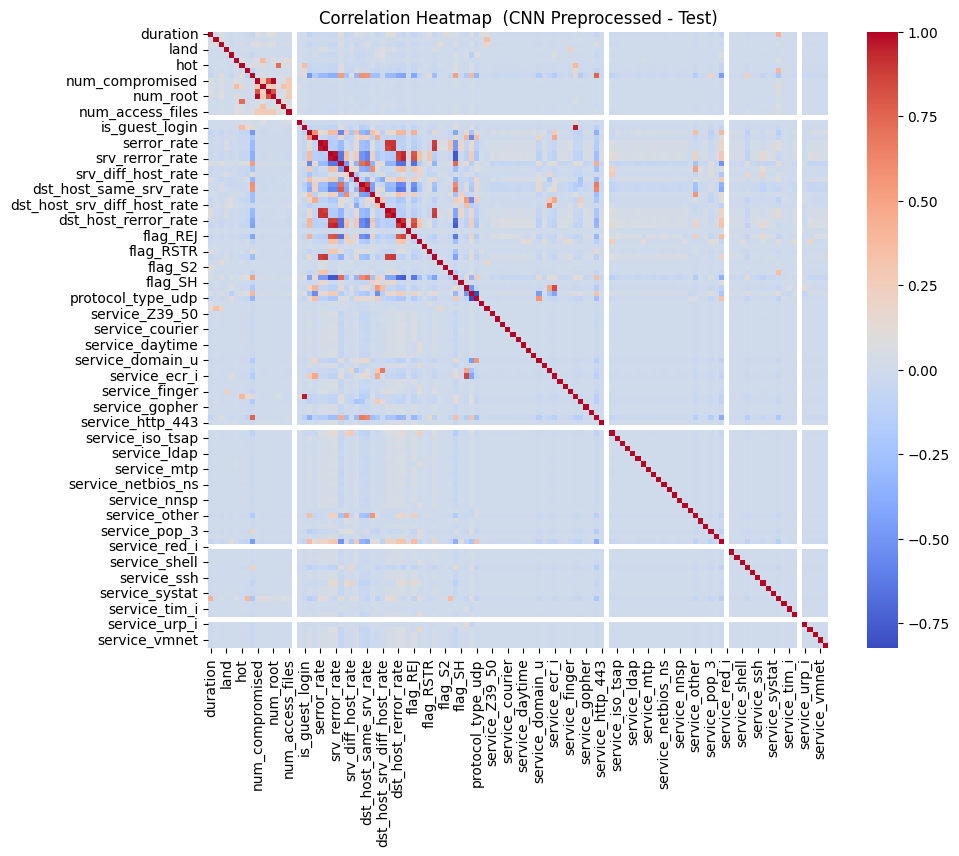 Correlation Heatmap  (CNN Preprocessed - Test)
duration
land
hot
num_compromised
num_root
num_access_files
is_guest_login
serror_rate
srv_rerror_rate
srv_diff_host_rate
dst_host_same_srv_rate
dst_host_srv_diff_host_rate
dst_host_rerror_rate
flag_REJ
flag_RSTR
flag_S2
flag_SH
protocol_type_udp
service_Z39_50
service_courier
service_daytime
service_domain_u
service_ecr_i
service_finger
service_gopher
service_http_443
service_iso_tsap
service_ldap
service_mtp
service_netbios_ns
service_nnsp
service_other
service_pop_3
service_red_i
service_shell
service_ssh
service_systat
service_tim_i
service_urp_i
service_vmnet
duration
land
hot
num_compromised
num_root
num_access_files
is_guest_login
serror_rate
srv_rerror_rate
srv_diff_host_rate
dst_host_same_srv_rate
dst_host_srv_diff_host_rate
dst_host_rerror_rate
flag_REJ
flag_RSTR
flag_S2
flag_SH
protocol_type_udp
service_Z39_50
service_courier
service_daytime
service_domain_u
service_ecr_i
service_finger
service_gopher
service_http_443
service_iso_tsap
service_ldap
service_mtp
service_netbios_ns
service_nnsp
service_other
service_pop_3
service_red_i
service_shell
service_ssh
service_systat
service_tim_i
service_urp_i
service_vmnet
1.00
0.75
0.50
0.25
0.00
−0.25
−0.50
−0.75